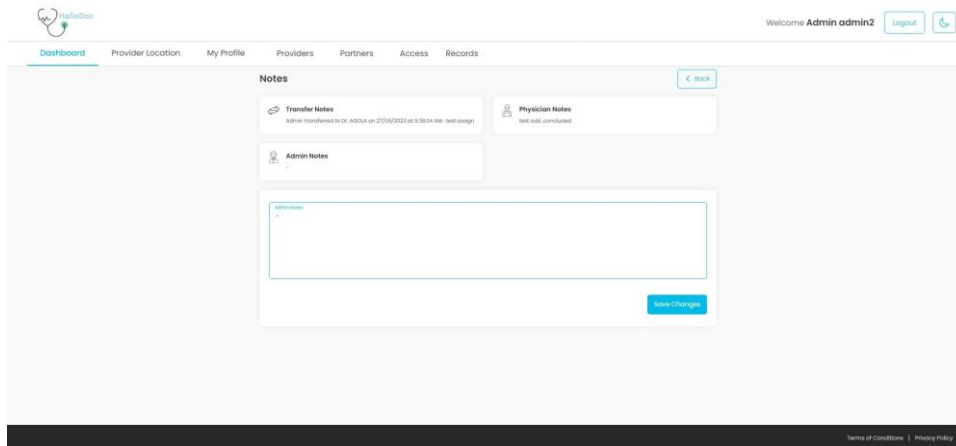 HalloDoc
Welcome Admin admin2
Logout
Dashboard Provider Location My Profile Providers Partners Access Records
Notes
Back
Transfer Notes
Admin transferred to Dr. AGOLA on 27/09/2023 at 9:39:04 AM: test assign
Physician Notes
test add concluded
Admin Notes
-
Admin Notes
-
Save Changes
Terms of Conditions | Privacy Policy